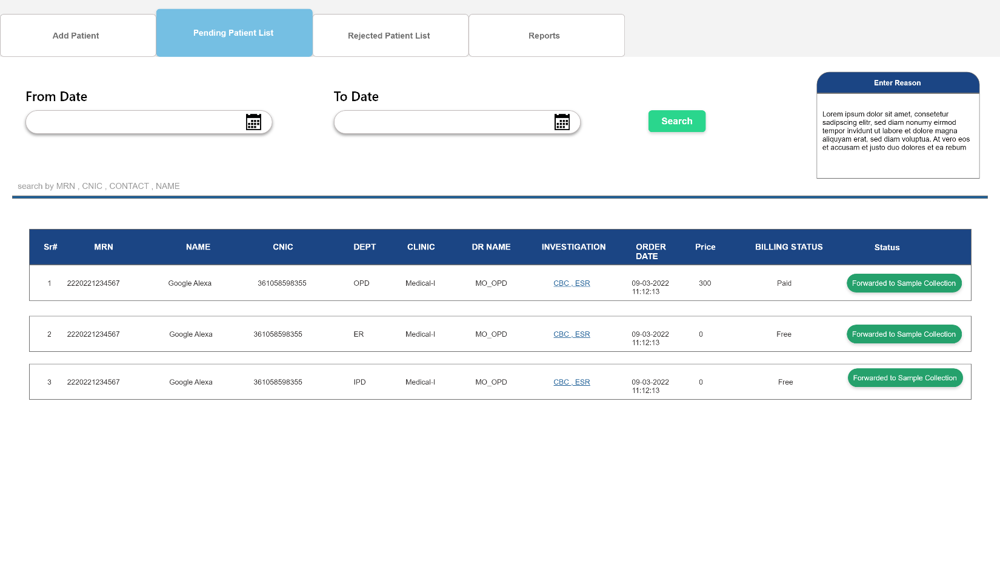 Add Patient
Pending Patient List
Rejected Patient List
Reports
From Date
To Date
Search
Enter Reason
Lorem ipsum dolor sit amet, consetetur
sadipscing elitr, sed diam nonumy eirmod
tempor invidunt ut labore et dolore magna
aliquyam erat, sed diam voluptua. At vero eos
et accusam et justo duo dolores et ea rebum
search by MRN , CNIC , CONTACT , NAME
Sr# MRN NAME CNIC DEPT CLINIC DR NAME INVESTIGATION ORDER DATE Price BILLING STATUS Status
1 2220221234567 Google Alexa 361058598355 OPD Medical-I MO_OPD CBC , ESR 09-03-2022 11:12:13 300 Paid Forwarded to Sample Collection
2 2220221234567 Google Alexa 361058598355 ER Medical-I MO_OPD CBC , ESR 09-03-2022 11:12:13 0 Free Forwarded to Sample Collection
3 2220221234567 Google Alexa 361058598355 IPD Medical-I MO_OPD CBC , ESR 09-03-2022 11:12:13 0 Free Forwarded to Sample Collection